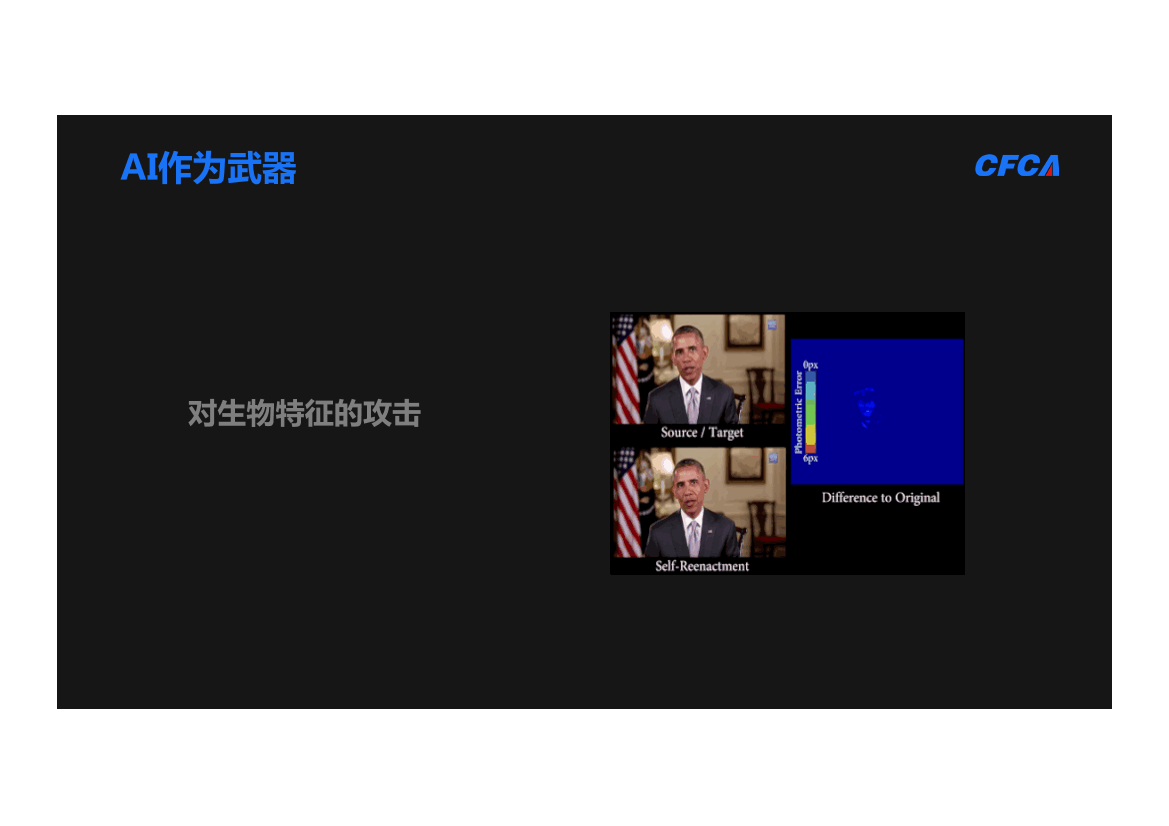 AI作为武器
CFCA
对生物特征的攻击
Source / Target
Self-Reenactment
0px
Photometric Error
6px
Difference to Original